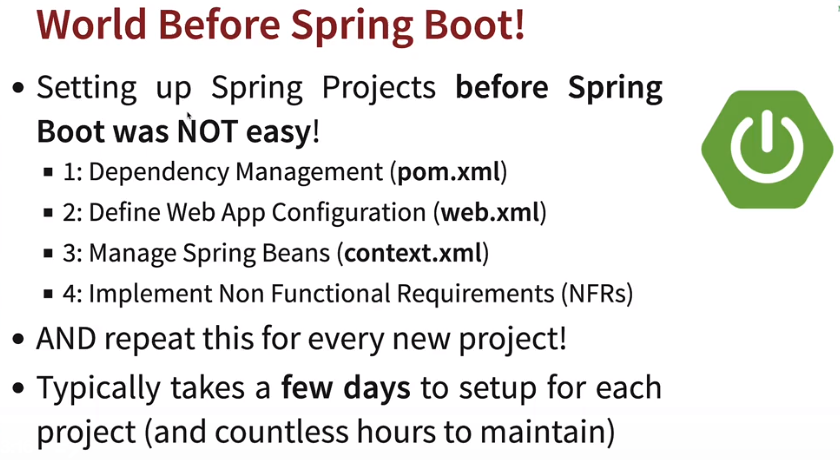 World Before Spring Boot!
• Setting up Spring Projects before Spring
Boot was NOT easy!
▪ 1: Dependency Management (pom.xml)
▪ 2: Define Web App Configuration (web.xml)
▪ 3: Manage Spring Beans (context.xml)
▪ 4: Implement Non Functional Requirements (NFRs)
• AND repeat this for every new project!
• Typically takes a few days to setup for each
project (and countless hours to maintain)